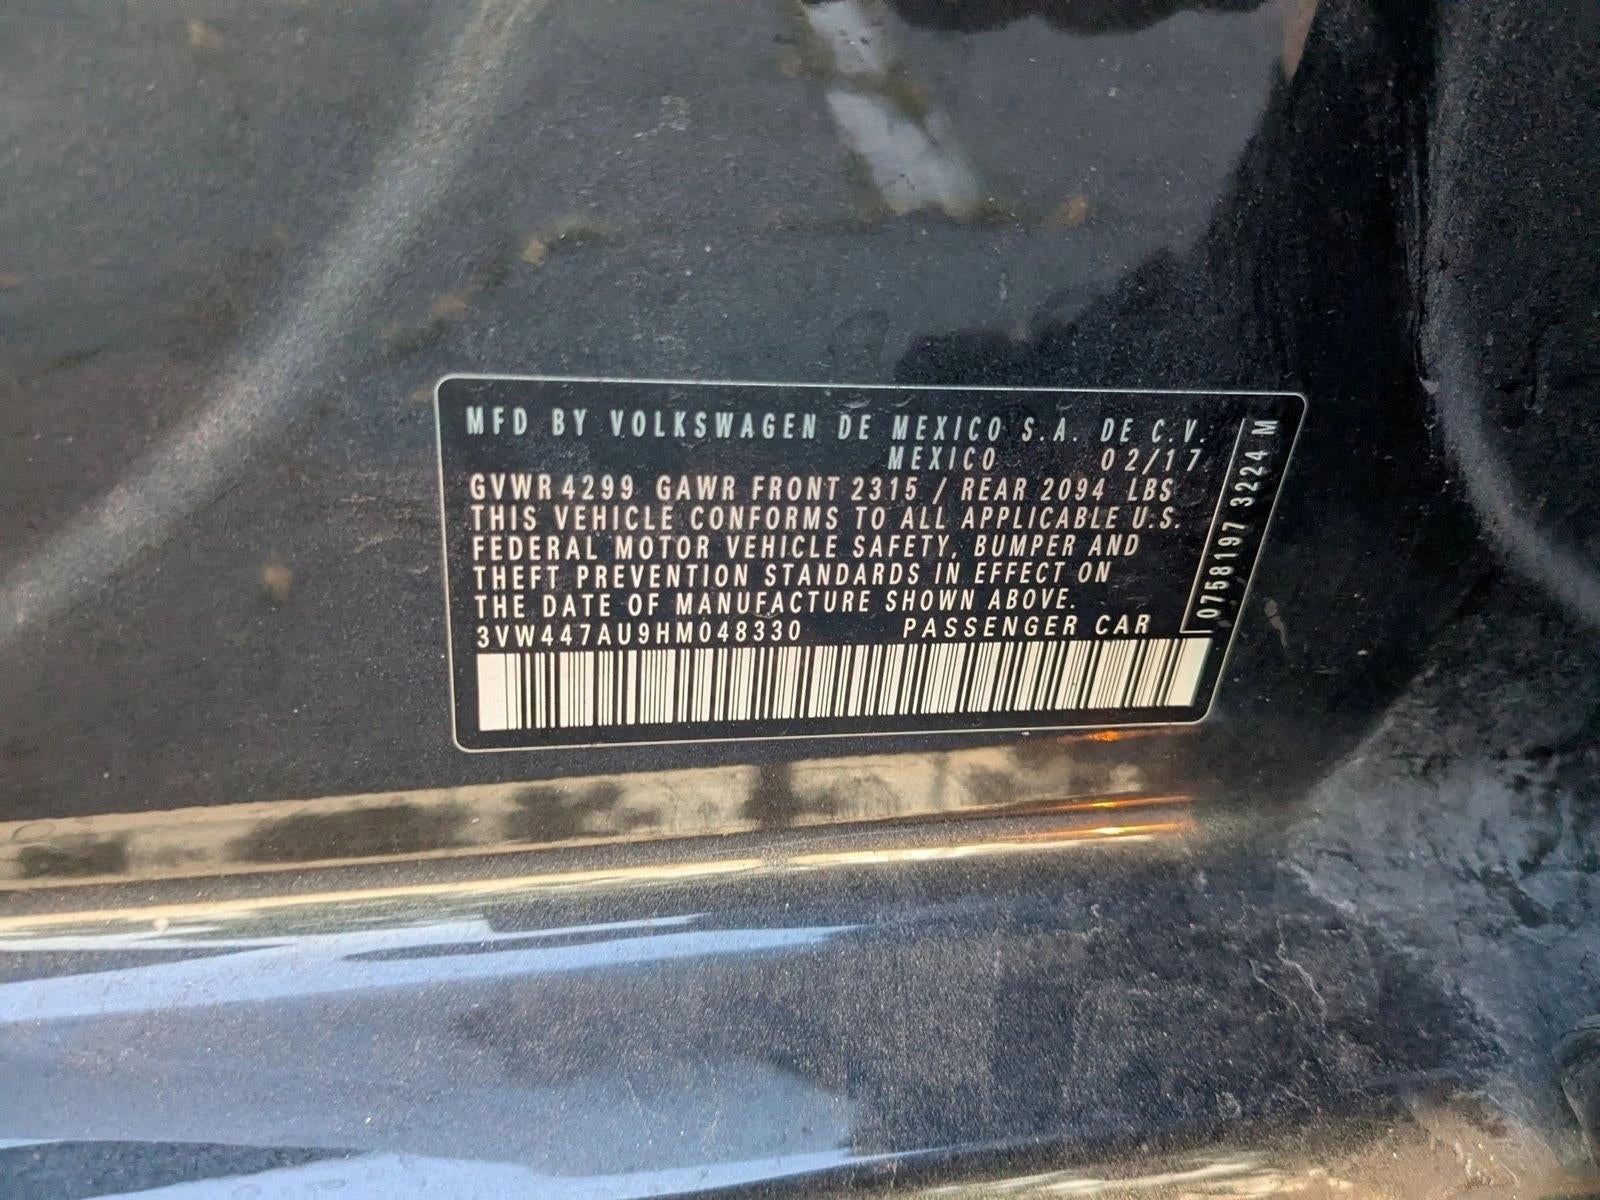 MFD BY VOLKSWAGEN DE MEXICO S.A. DE C.V.
MEXICO 02/17
GVWR 4299 GAWR FRONT 2315 / REAR 2094 LBS
THIS VEHICLE CONFORMS TO ALL APPLICABLE U.S.
FEDERAL MOTOR VEHICLE SAFETY, BUMPER AND
THEFT PREVENTION STANDARDS IN EFFECT ON
THE DATE OF MANUFACTURE SHOWN ABOVE.
3VW447AU9HM048330 PASSENGER CAR
0758197 3224 M